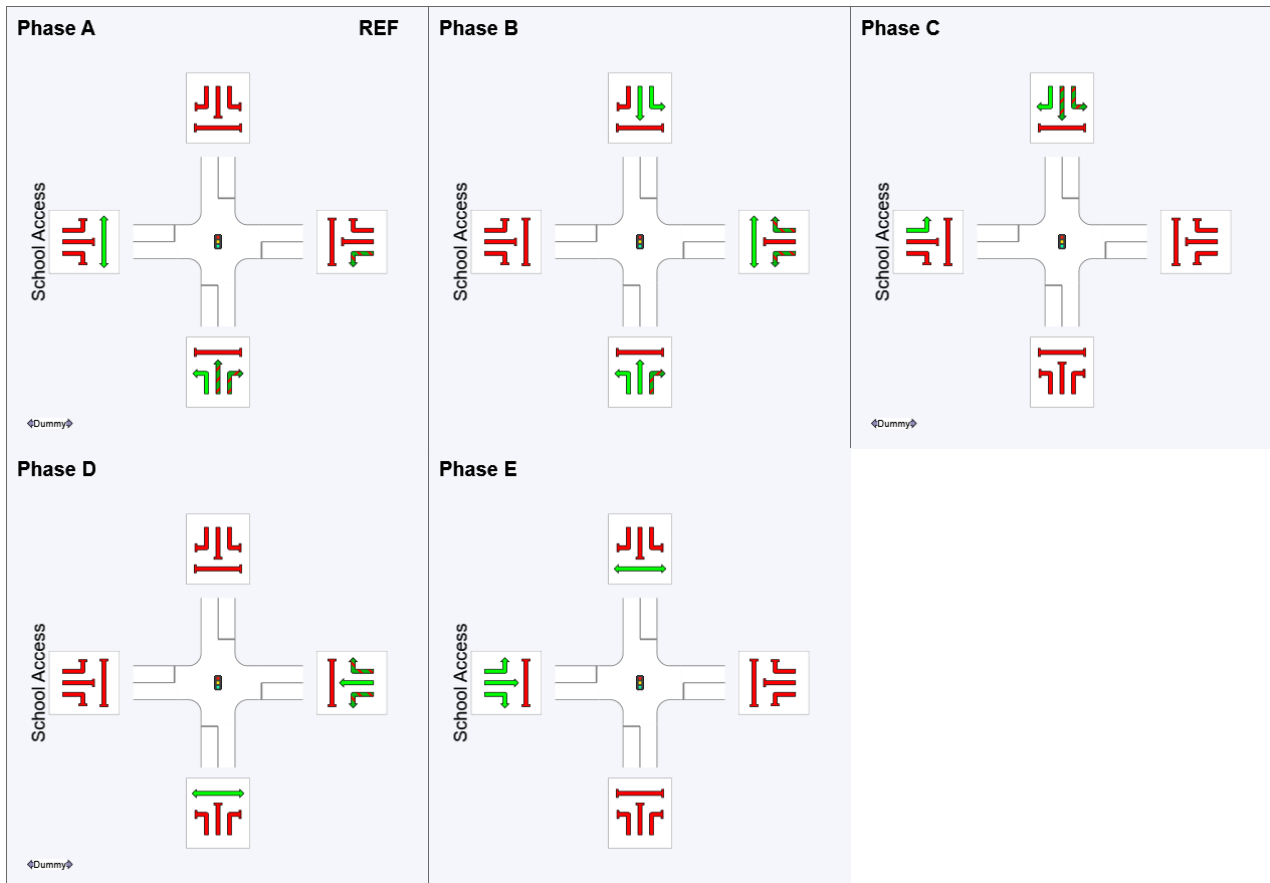 Phase A
REF
School Access
Dummy
Phase B
School Access
Phase C
School Access
Dummy
Phase D
School Access
Dummy
Phase E
School Access